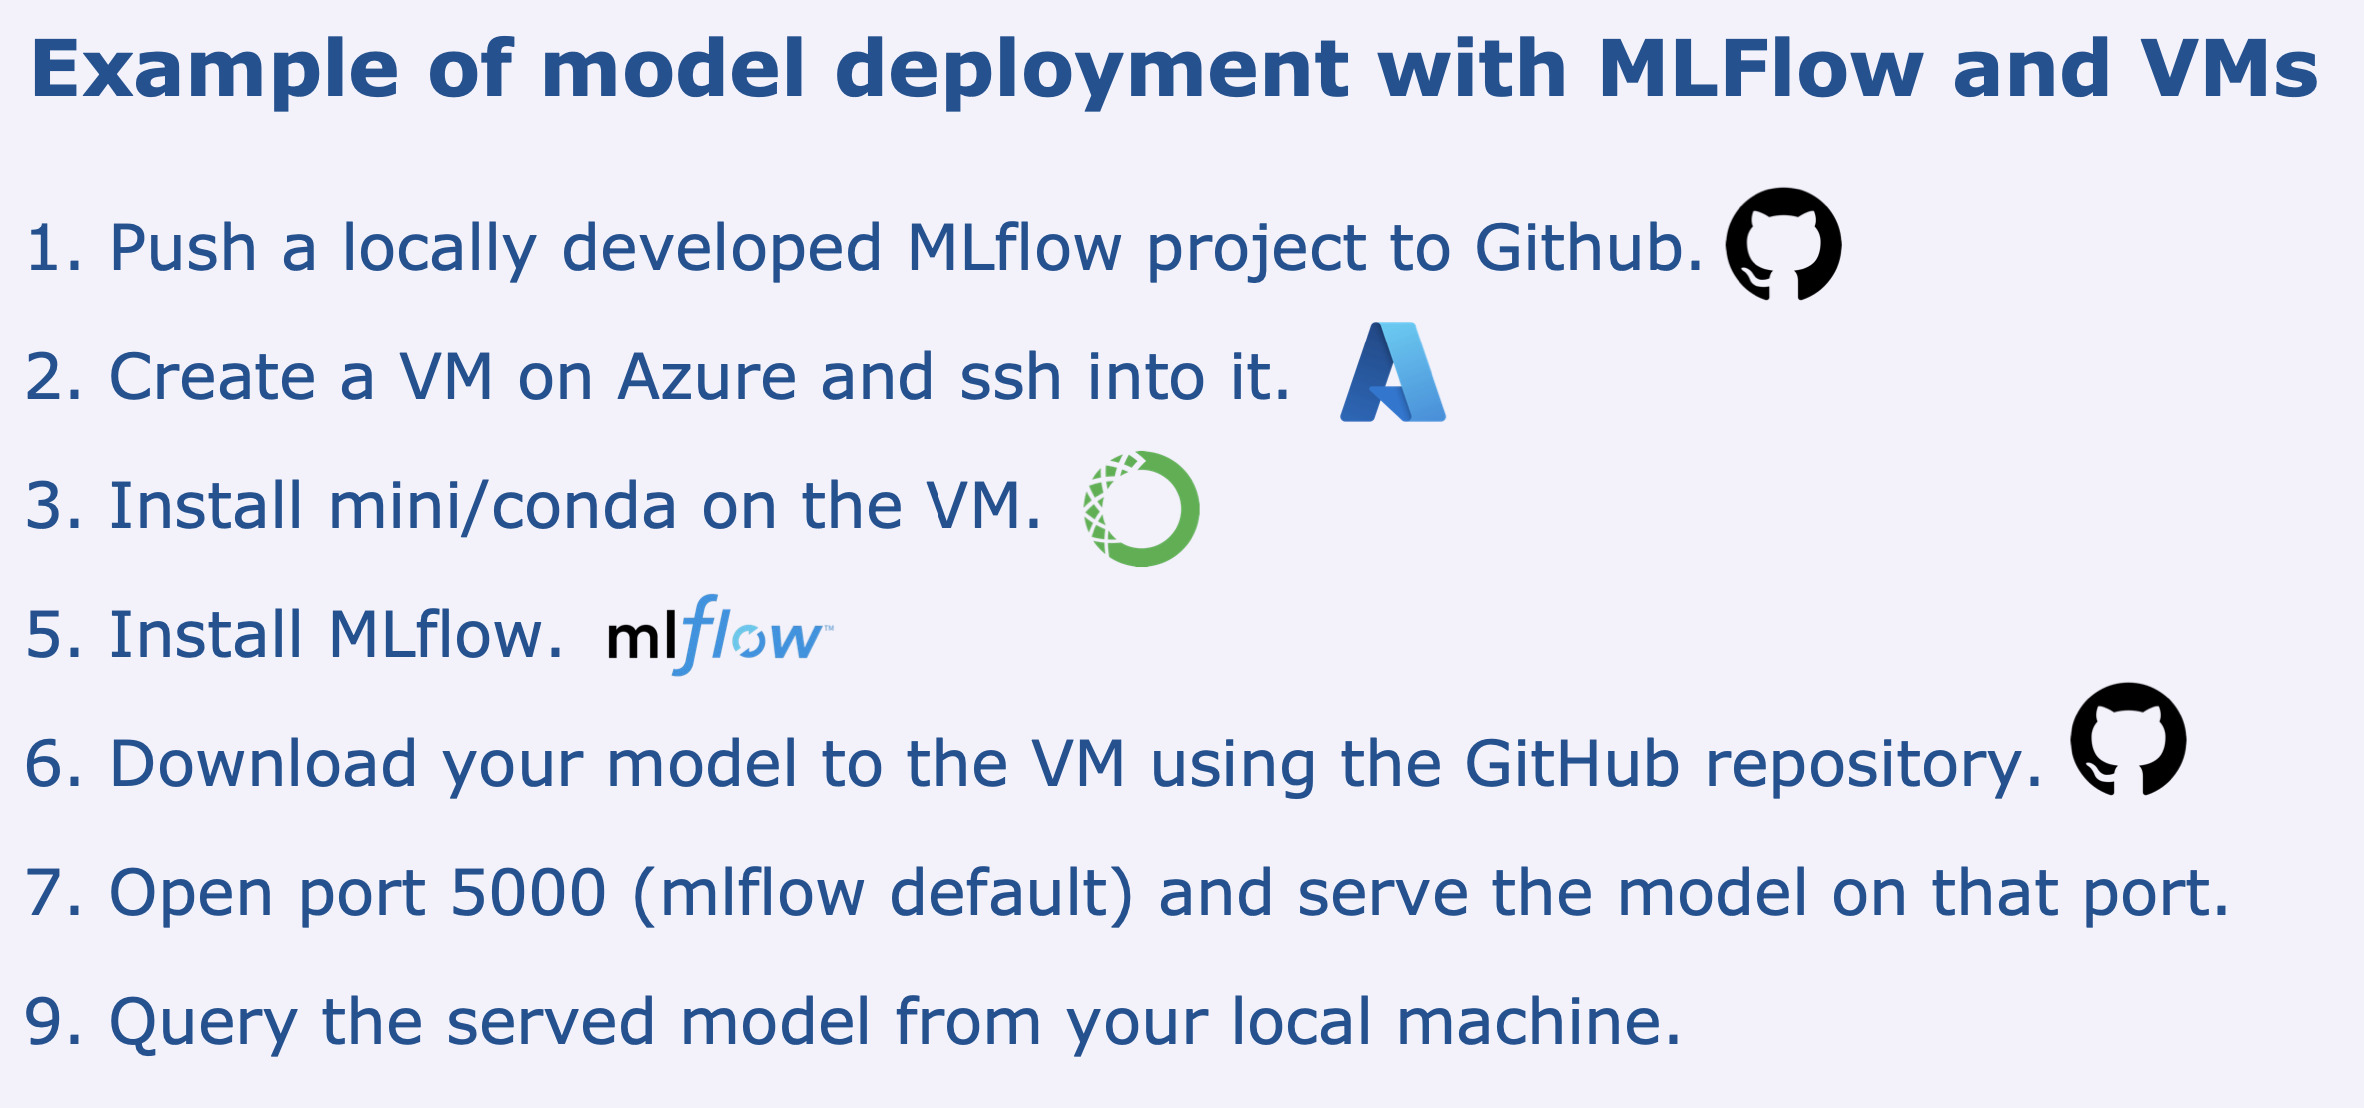 Example of model deployment with MLFlow and VMs
1. Push a locally developed MLflow project to Github.
2. Create a VM on Azure and ssh into it.
3. Install mini/conda on the VM.
5. Install MLflow. mlflow™
6. Download your model to the VM using the GitHub repository.
7. Open port 5000 (mlflow default) and serve the model on that port.
9. Query the served model from your local machine.